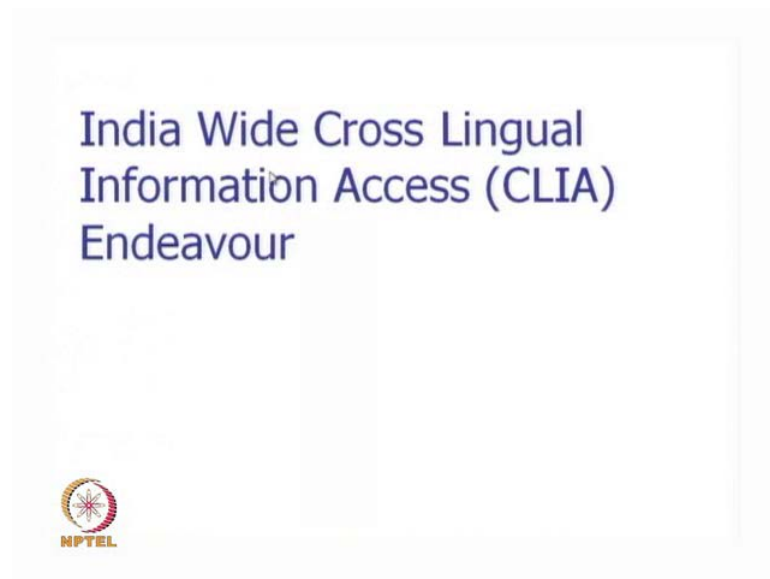 India Wide Cross Lingual
Information Access (CLIA)
Endeavour
NPTEL